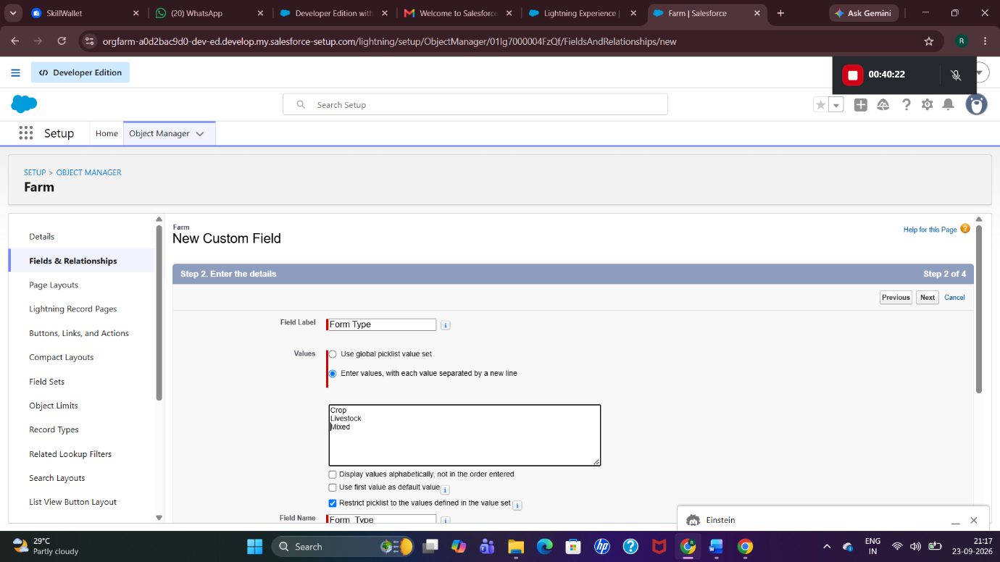 SkillWallet
(20) WhatsApp
Developer Edition with
Welcome to Salesforce
Lightning Experience |
Farm | Salesforce
Ask Gemini
orgfarm-a0d2bac9d0-dev-ed.develop.my.salesforce-setup.com/lightning/setup/ObjectManager/01Ig7000004FzQf/FieldsAndRelationships/new
R
Developer Edition
00:40:22
Search Setup
Setup
Home
Object Manager
SETUP > OBJECT MANAGER
Farm
Details
Fields & Relationships
Page Layouts
Lightning Record Pages
Buttons, Links, and Actions
Compact Layouts
Field Sets
Object Limits
Record Types
Related Lookup Filters
Search Layouts
List View Button Layout
Farm
New Custom Field
Help for this Page
Step 2. Enter the details
Step 2 of 4
Previous
Next
Cancel
Field Label
Form Type
Values
Use global picklist value set
Enter values, with each value separated by a new line
Crop
Livestock
Mixed
Display values alphabetically, not in the order entered
Use first value as default value
Restrict picklist to the values defined in the value set
Field Name
Form_Type
Einstein
29°C
Partly cloudy
Search
ENG
IN
21:17
23-09-2026